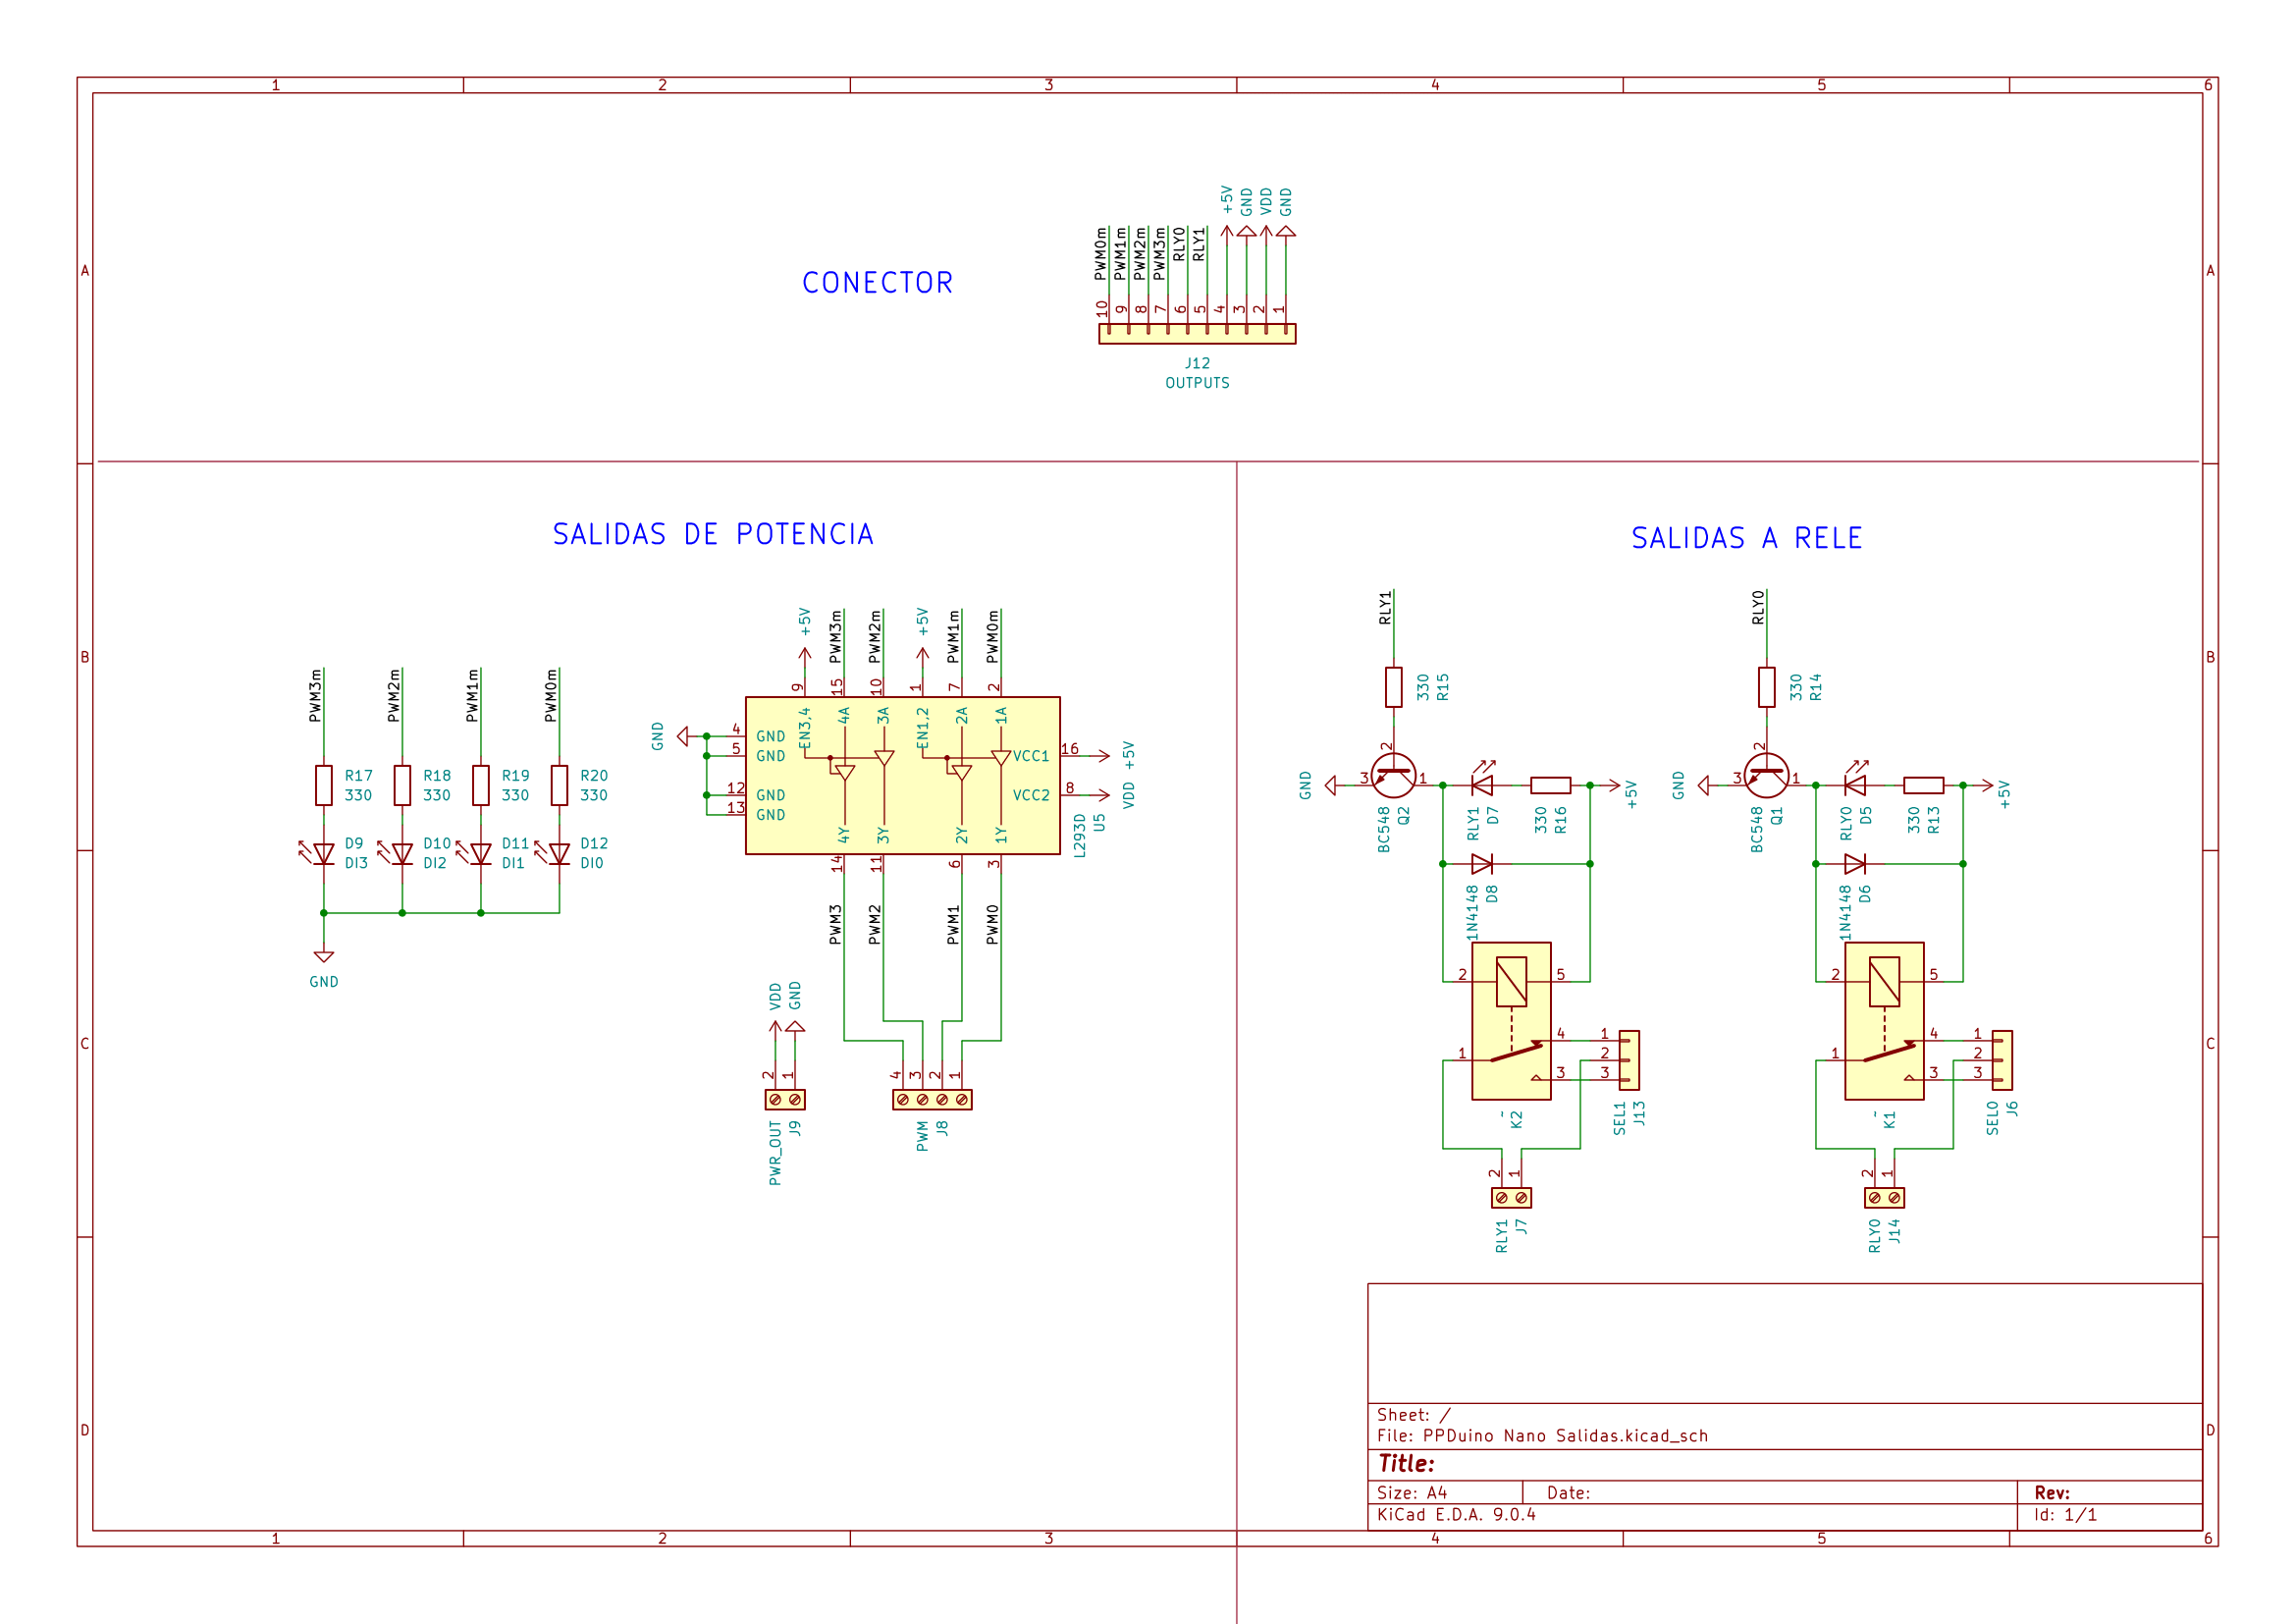 1 2 3 4 5 6
A A
+5V GND VDD GND
PWM0m PWM1m PWM2m PWM3m RLY0 RLY1
CONECTOR
10 9 8 7 6 5 4 3 2 1
J12
OUTPUTS
SALIDAS DE POTENCIA
SALIDAS A RELE
B B
PWM3m PWM2m PWM1m PWM0m
R17
330
R18
330
R19
330
R20
330
D9
DI3
D10
DI2
D11
DI1
D12
DI0
GND
+5V PWM3m PWM2m +5V PWM1m PWM0m
9 15 10 1 7 2
EN3,4 4A 3A EN1,2 2A 1A
GND
4 GND
5 GND
12 GND
13 GND
VCC1 16 +5V
VCC2 8 VDD
4Y 3Y 2Y 1Y
L293D
U5
14 11 6 3
PWM3 PWM2 PWM1 PWM0
VDD GND
2 1
PWR_OUT
J9
4 3 2 1
PWM
J8
RLY1
330
R15
2
GND
3 1
BC548
Q2
RLY1
D7
330
R16
+5V
1N4148
D8
2 5
4 1
1 2
3 3
~
K2
SEL1
J13
2 1
RLY1
J7
RLY0
330
R14
2
GND
3 1
BC548
Q1
RLY0
D5
330
R13
+5V
1N4148
D6
2 5
4 1
1 2
3 3
~
K1
SEL0
J6
2 1
RLY0
J14
C C
D D
Sheet: /
File: PPDuino Nano Salidas.kicad_sch
Title:
Size: A4 Date: Rev:
KiCad E.D.A. 9.0.4 Id: 1/1
1 2 3 4 5 6